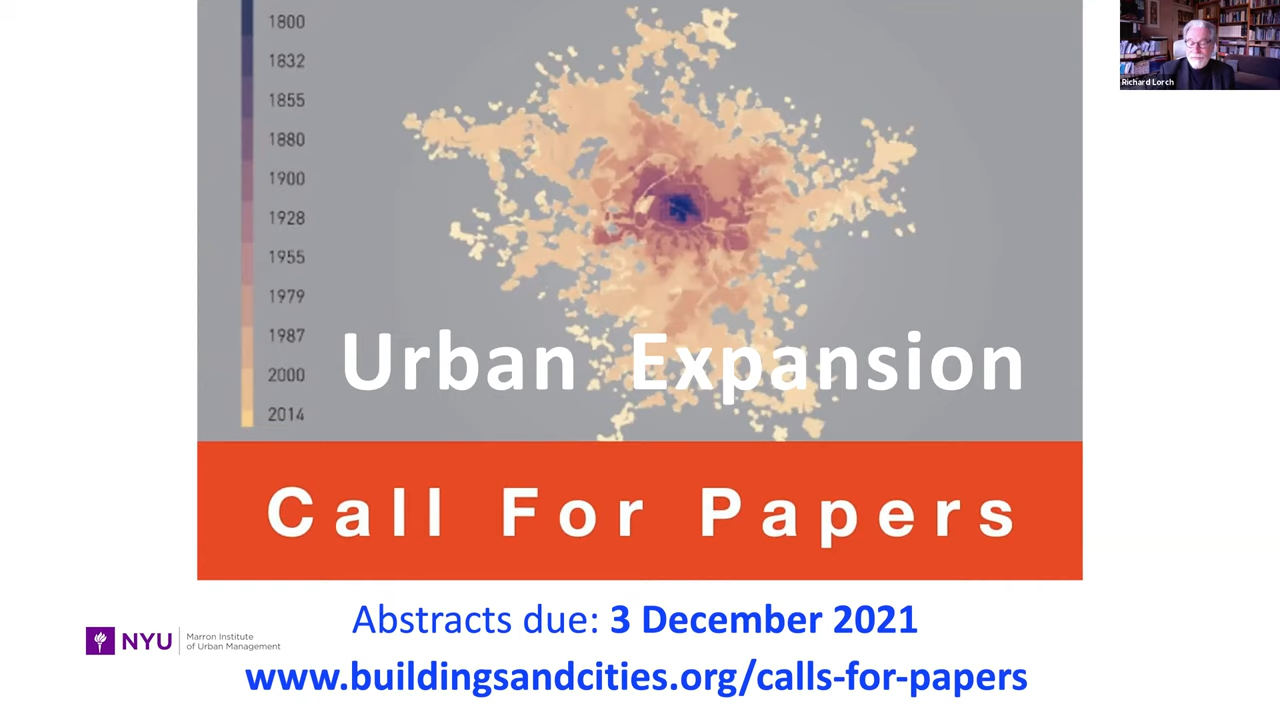 1800
1832
1855
1880
1900
1928
1955
1979
1987
2000
2014
Richard Lorch
Urban Expansion
Call For Papers
Abstracts due: 3 December 2021
NYU
Marron Institute
of Urban Management
www.buildingsandcities.org/calls-for-papers